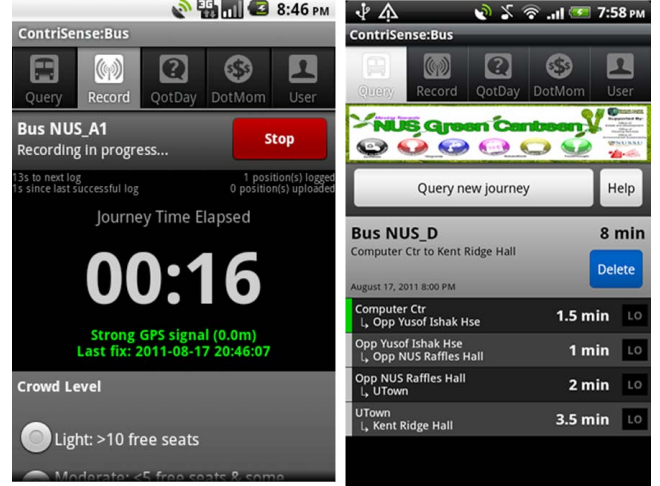 3G
8:46 PM
ContriSense:Bus
Query
Record
QotDay
DotMom
User
Bus NUS_A1
Recording in progress...
Stop
13s to next log
1 position(s) logged
1s since last successful log
0 position(s) uploaded
Journey Time Elapsed
00:16
Strong GPS signal (0.0m)
Last fix: 2011-08-17 20:46:07
Crowd Level
Light: >10 free seats
Moderate: <5 free seats & some
7:58 PM
ContriSense:Bus
Query
Record
QotDay
DotMom
User
NUS Green Canteen
Supported By:
Query new journey
Help
Bus NUS_D
8 min
Computer Ctr to Kent Ridge Hall
Delete
August 17, 2011 8:00 PM
Computer Ctr
↳ Opp Yusof Ishak Hse
1.5 min
LO
Opp Yusof Ishak Hse
↳ Opp NUS Raffles Hall
1 min
LO
Opp NUS Raffles Hall
↳ UTown
2 min
LO
UTown
↳ Kent Ridge Hall
3.5 min
LO